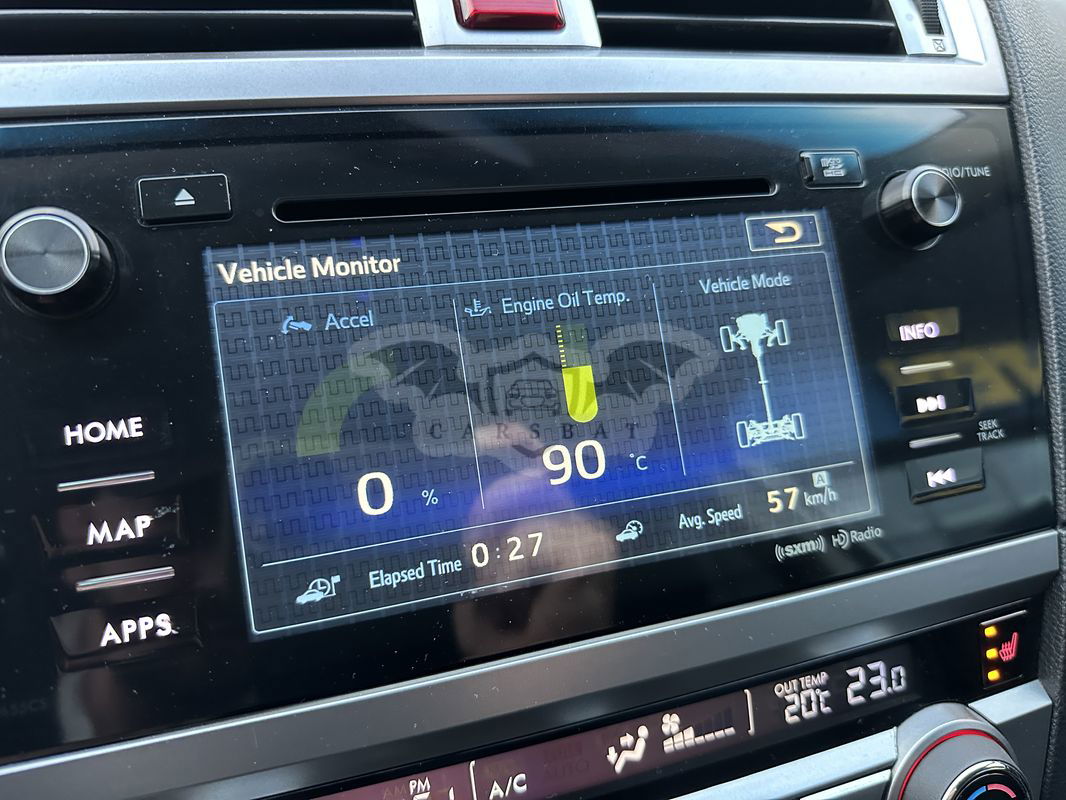 AUDIO/TUNE
Vehicle Monitor
Accel
Engine Oil Temp.
Vehicle Mode
INFO
HOME
CARSBAT
SEEK
TRACK
0 %
90 °C
MAP
A
57 km/h
Avg. Speed
Elapsed Time 0:27
((sxm)) HD Radio
APPS
OUT TEMP
20℃ 23.0
PM
A/C